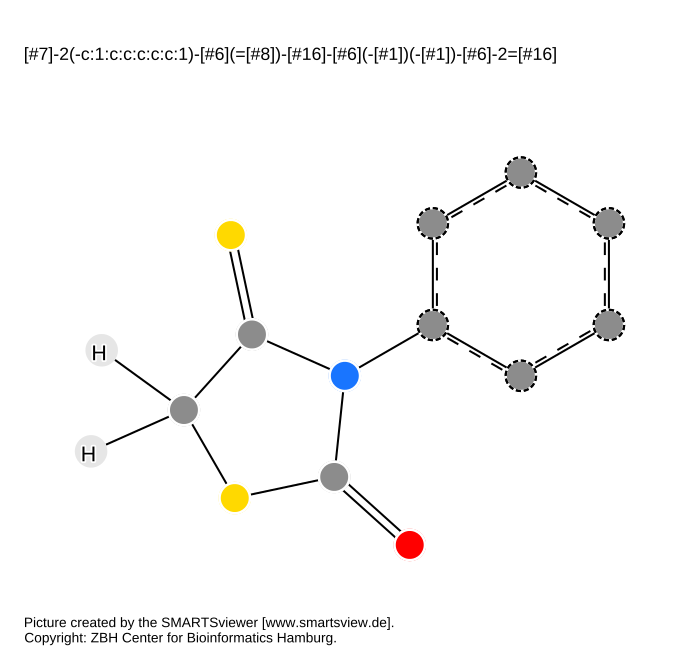 [#7]-2(-c:1:c:c:c:c:c:1)-[#6](=[#8])-[#16]-[#6](-[#1])(-[#1])-[#6]-2=[#16]
H
H
Picture created by the SMARTSviewer [www.smartsview.de].
Copyright: ZBH Center for Bioinformatics Hamburg.